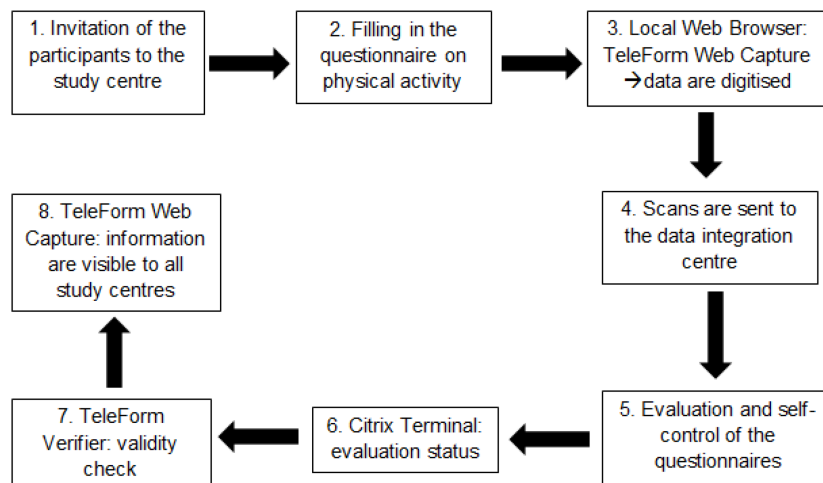 1. Invitation of the
participants to the
study centre
2. Filling in the
questionnaire on
physical activity
3. Local Web Browser:
TeleForm Web Capture
→data are digitised
4. Scans are sent to
the data integration
centre
5. Evaluation and self-
control of the
questionnaires
6. Citrix Terminal:
evaluation status
7. TeleForm
Verifier: validity
check
8. TeleForm Web
Capture: information
are visible to all
study centres